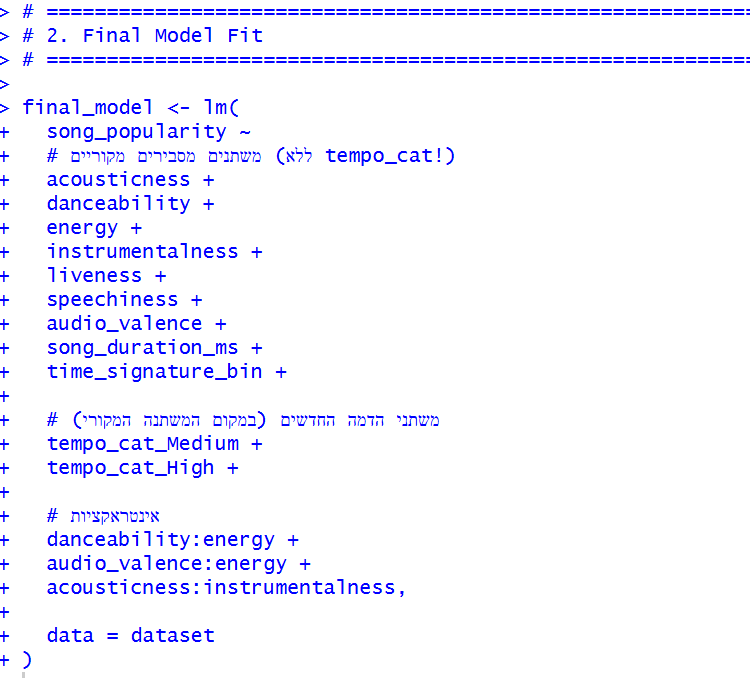 > # ============================================================
> # 2. Final Model Fit
> # ============================================================
>
> final_model <- lm(
+   song_popularity ~
+   # משתנים מסבירים מקוריים (ללא tempo_cat!)
+   acousticness +
+   danceability +
+   energy +
+   instrumentalness +
+   liveness +
+   speechiness +
+   audio_valence +
+   song_duration_ms +
+   time_signature_bin +
+
+   # משתני הדמה החדשים (במקום המשתנה המקורי)
+   tempo_cat_Medium +
+   tempo_cat_High +
+
+   # אינטראקציות
+   danceability:energy +
+   audio_valence:energy +
+   acousticness:instrumentalness,
+
+   data = dataset
+ )